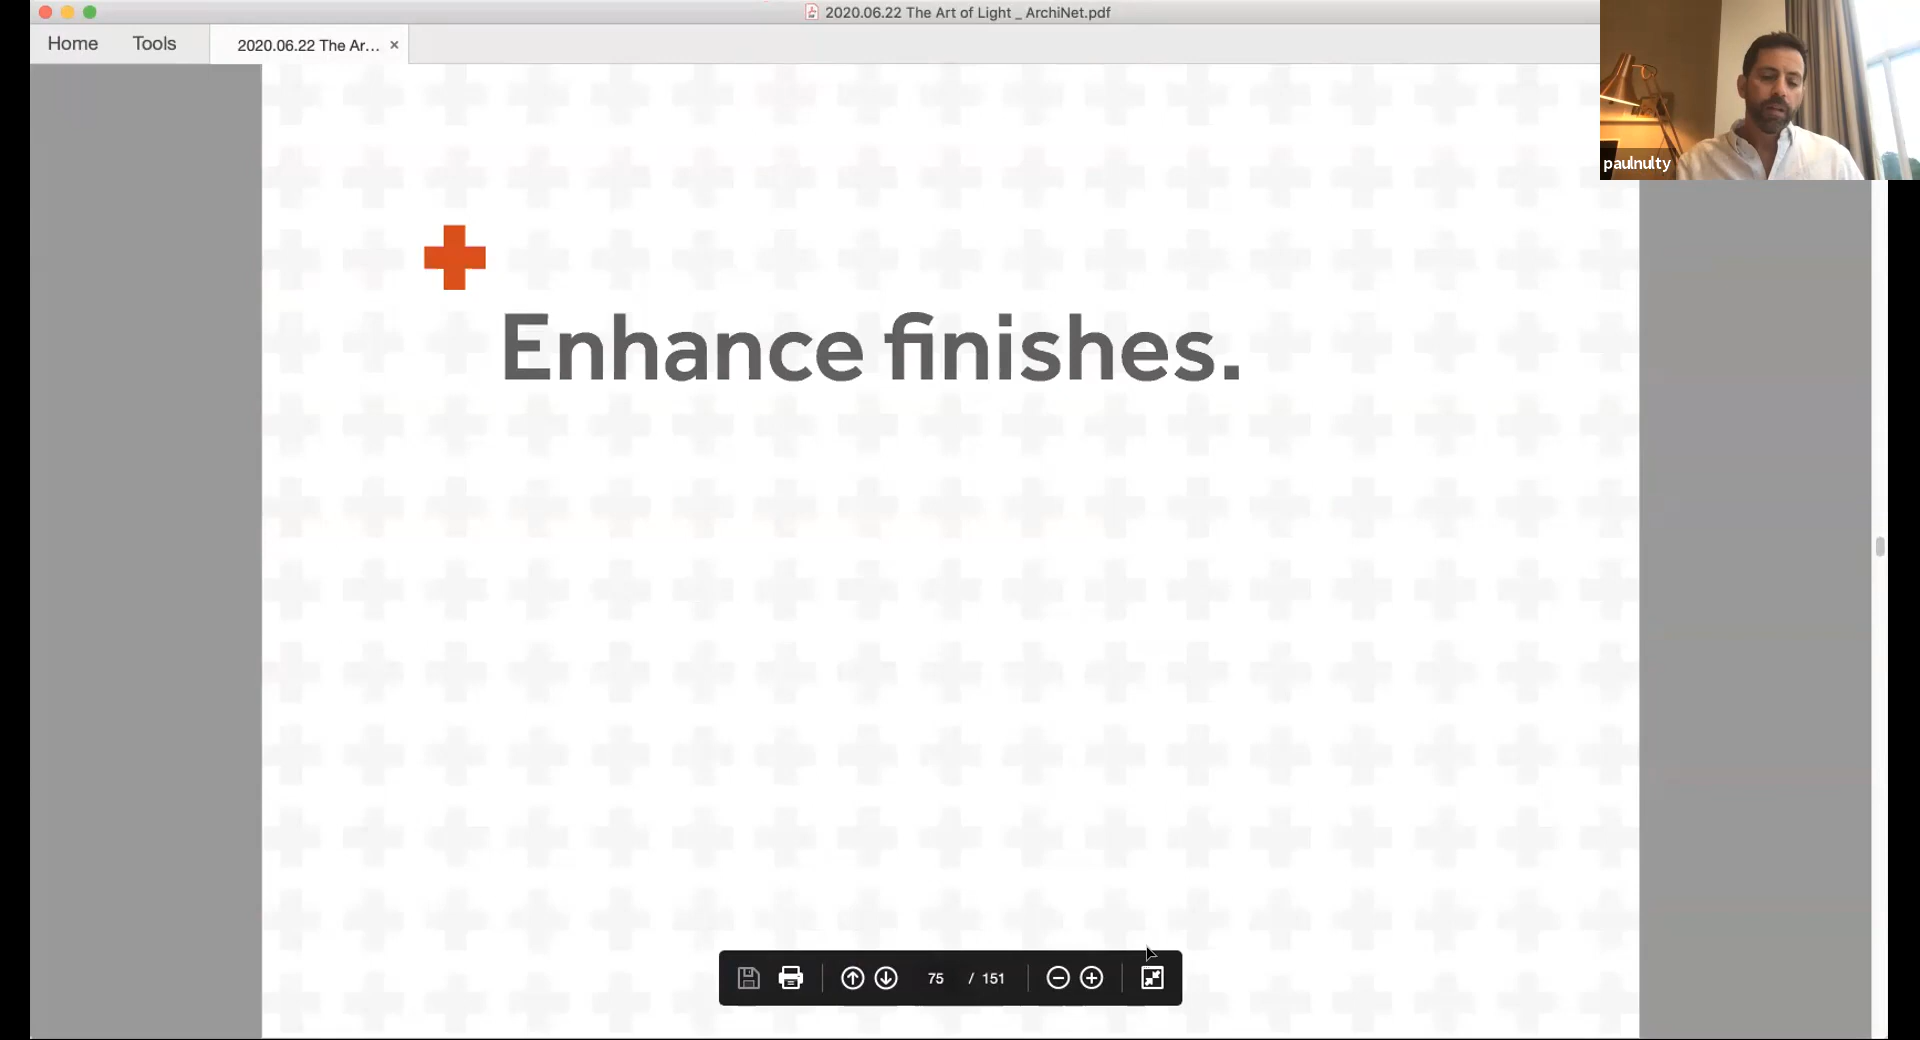 2020.06.22 The Art of Light _ ArchiNet.pdf
Home
Tools
2020.06.22 The Ar... ×
paulnulty
Enhance finishes.
75 / 151